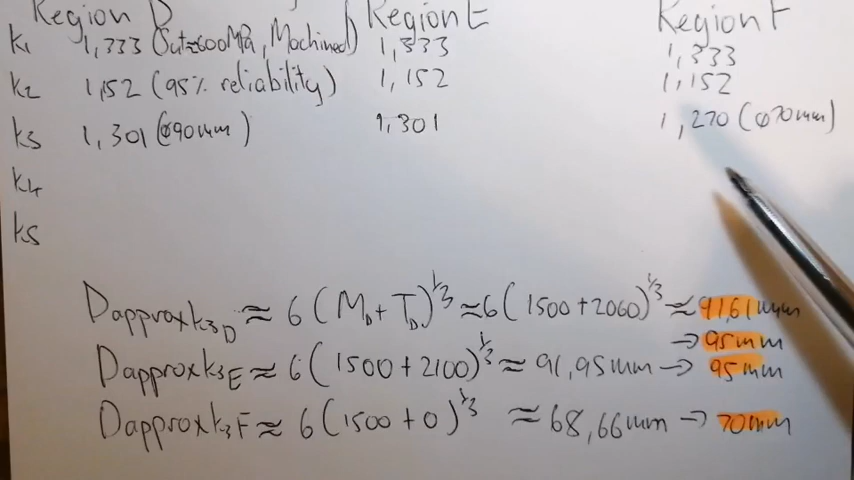 Region D Region E Region F
k1 1,333 (Sut≈600MPa, Machined) 1,333 1,333
k2 1,152 (95% reliability) 1,152 1,152
k3 1,301 (ø90mm) 1,301 1,270 (ø70mm)
k4
k5
Dapproxk3D ≈ 6(MD+TD)^1/3 ≈ 6(1500+2060)^1/3 ≈ 91,61mm
→ 95mm
Dapproxk3E ≈ 6(1500+2100)^1/3 ≈ 91,95mm → 95mm
Dapproxk3F ≈ 6(1500+0)^1/3 ≈ 68,66mm → 70mm